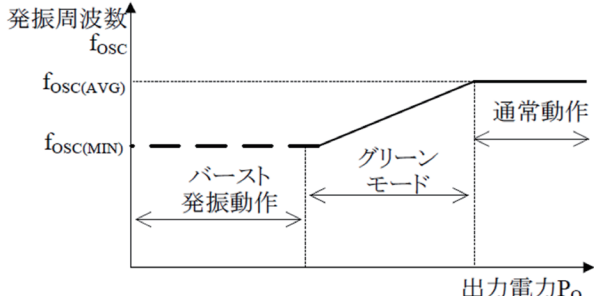 発振周波数
fOSC
fOSC(AVG)
通常動作
fOSC(MIN)
グリーン
モード
バースト
発振動作
出力電力PO